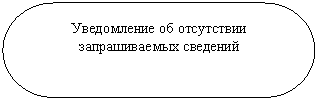 Уведомление об отсутствии
запрашиваемых сведений